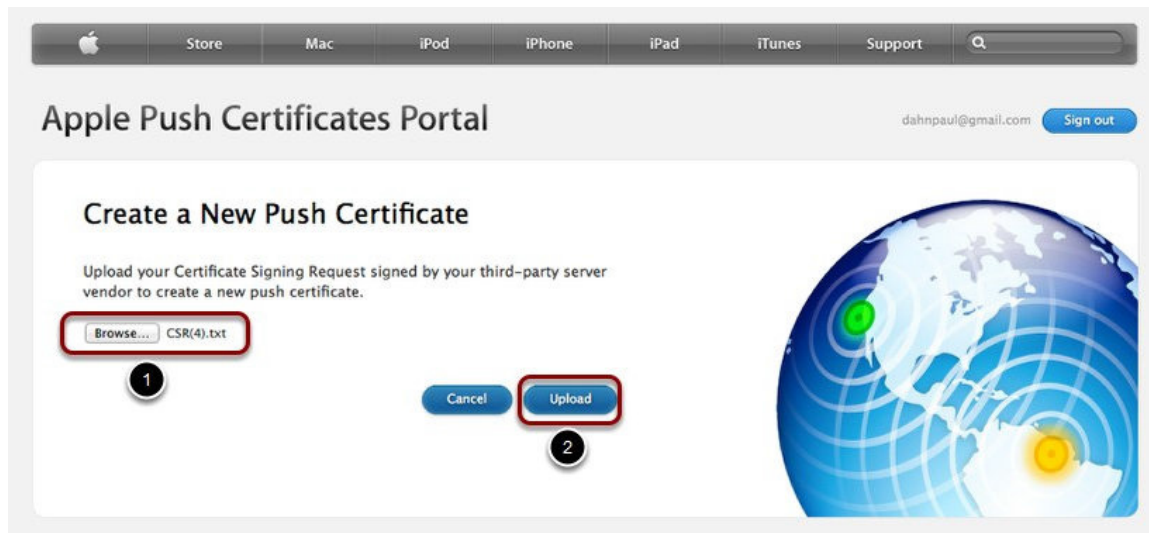 Store Mac iPod iPhone iPad iTunes Support
Apple Push Certificates Portal
dahnpaul@gmail.com Sign out
Create a New Push Certificate
Upload your Certificate Signing Request signed by your third-party server
vendor to create a new push certificate.
Browse... CSR(4).txt
1
Cancel Upload
2